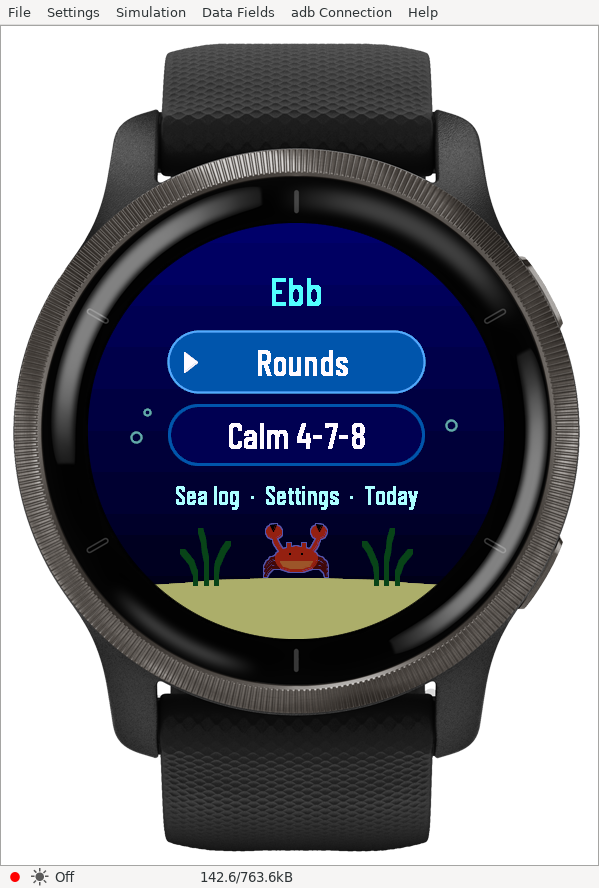 File Settings Simulation Data Fields adb Connection Help
Ebb
Rounds
Calm 4-7-8
Sea log · Settings · Today
Off 142.6/763.6kB